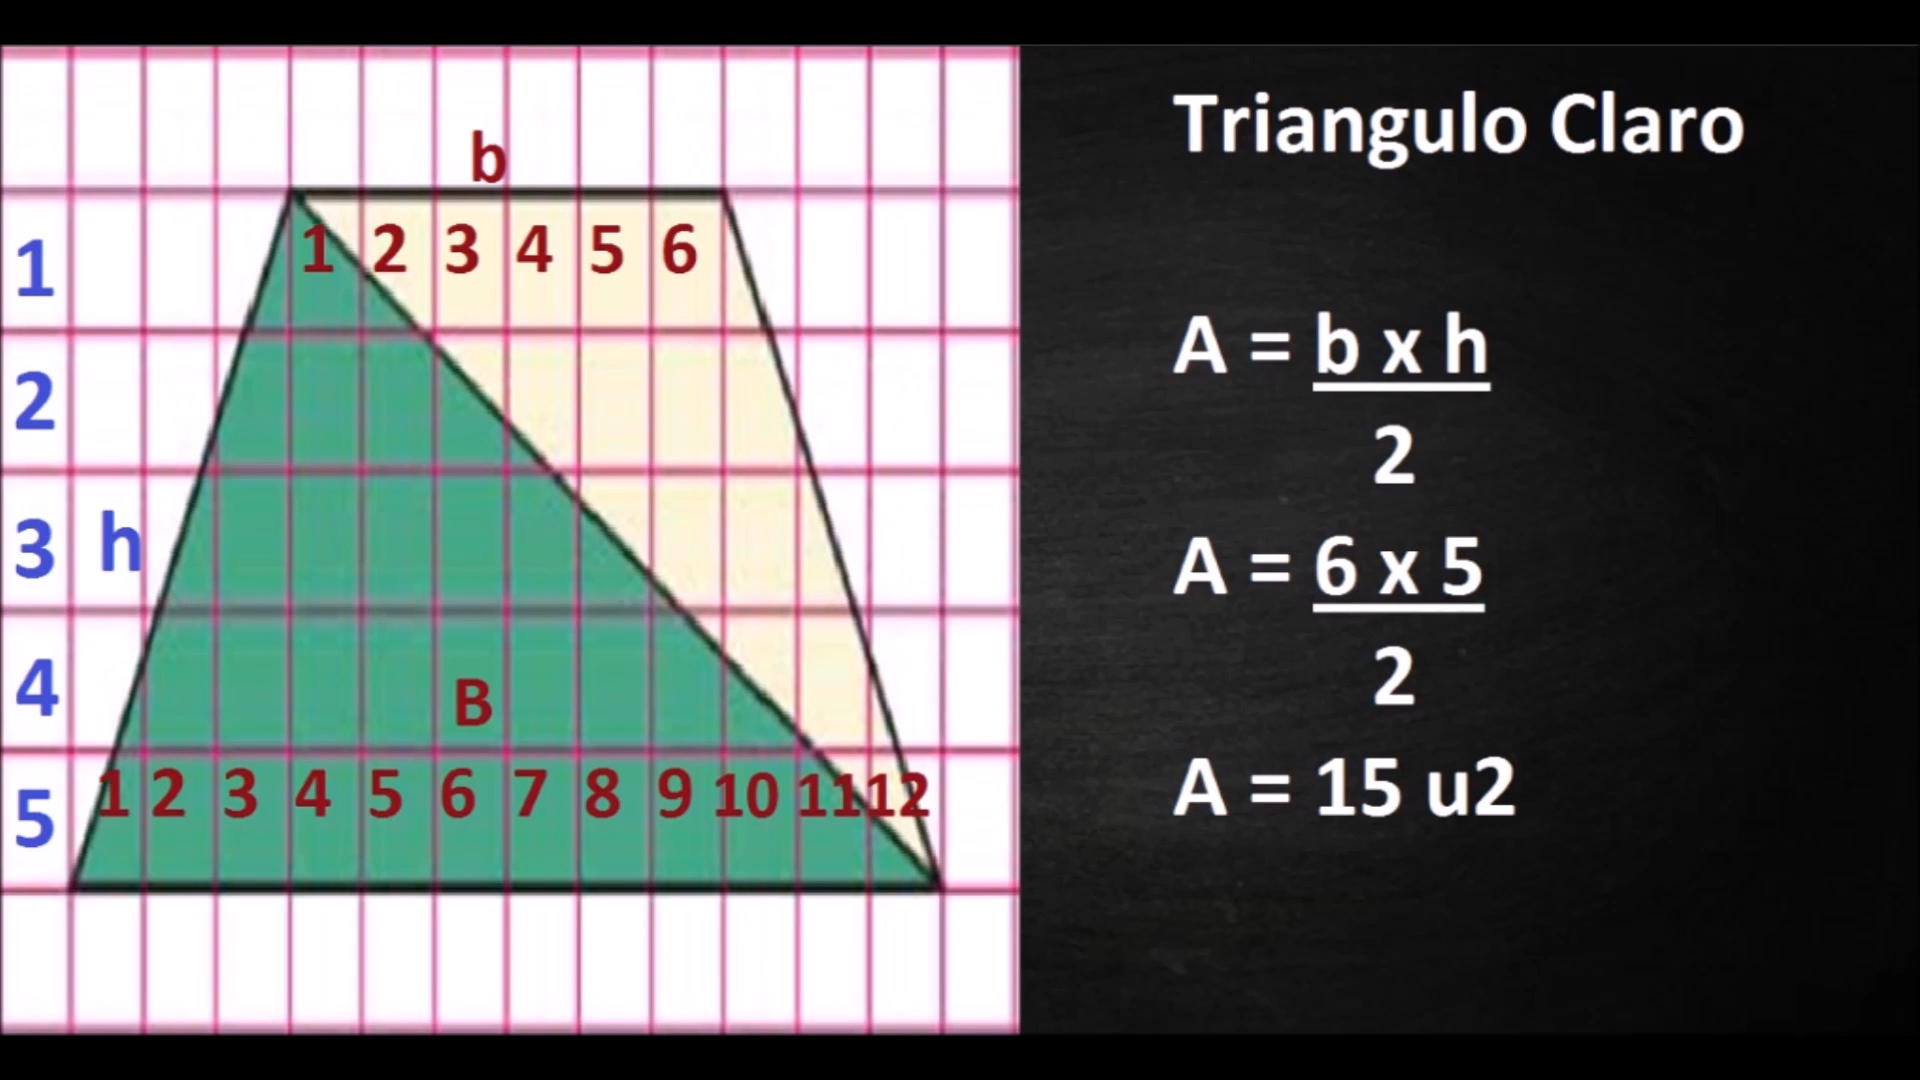 b
1 2 3 4 5 6
1
2
3 h
4
B
5
1 2 3 4 5 6 7 8 9 10 11 12
Triangulo Claro
A = b x h
2
A = 6 x 5
2
A = 15 u2